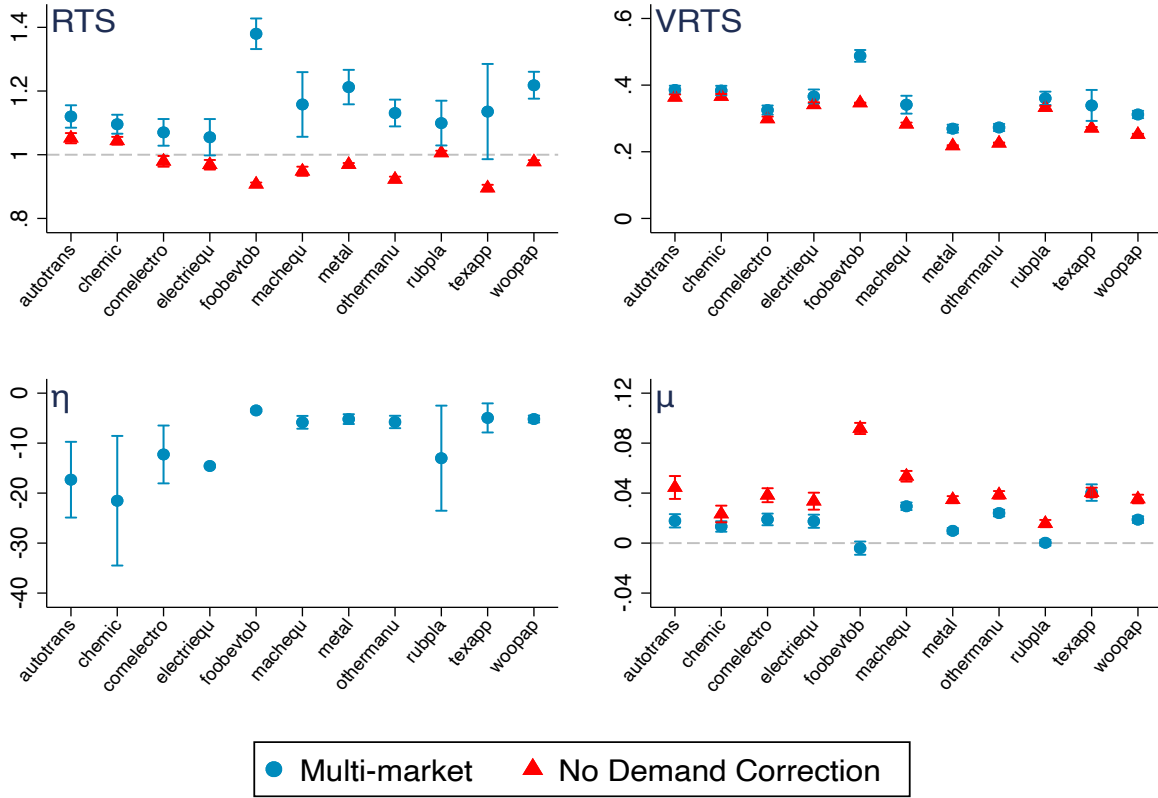 RTS
1.4
1.2
1
.8
autotrans
chemic
comelectro
electriequ
foobevtob
machequ
metal
othermanu
rubpla
texapp
woopap
VRTS
.6
.4
.2
0
autotrans
chemic
comelectro
electriequ
foobevtob
machequ
metal
othermanu
rubpla
texapp
woopap
η
0
-10
-20
-30
-40
autotrans
chemic
comelectro
electriequ
foobevtob
machequ
metal
othermanu
rubpla
texapp
woopap
μ
.12
.08
.04
0
-.04
autotrans
chemic
comelectro
electriequ
foobevtob
machequ
metal
othermanu
rubpla
texapp
woopap
Multi-market No Demand Correction